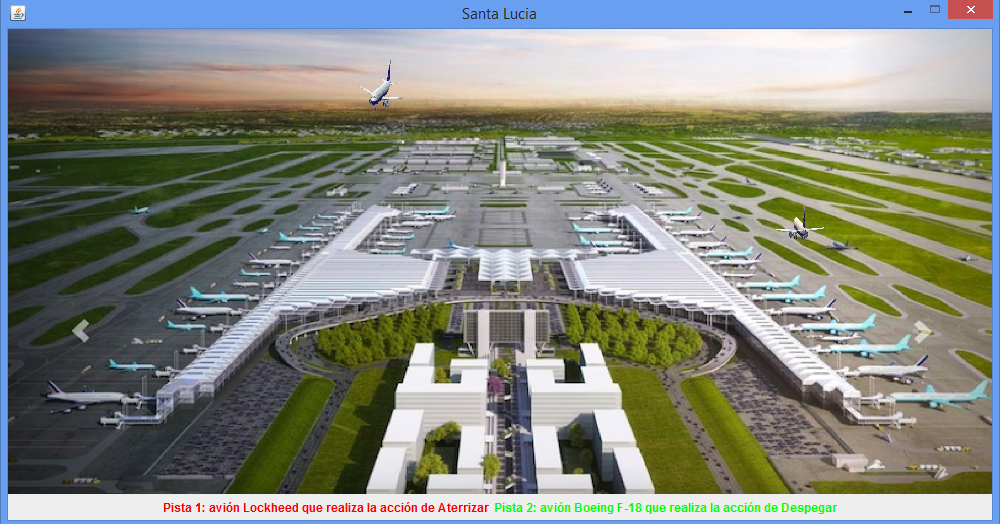 Santa Lucia
Pista 1: avión Lockheed que realiza la acción de Aterrizar Pista 2: avión Boeing F-18 que realiza la acción de Despegar